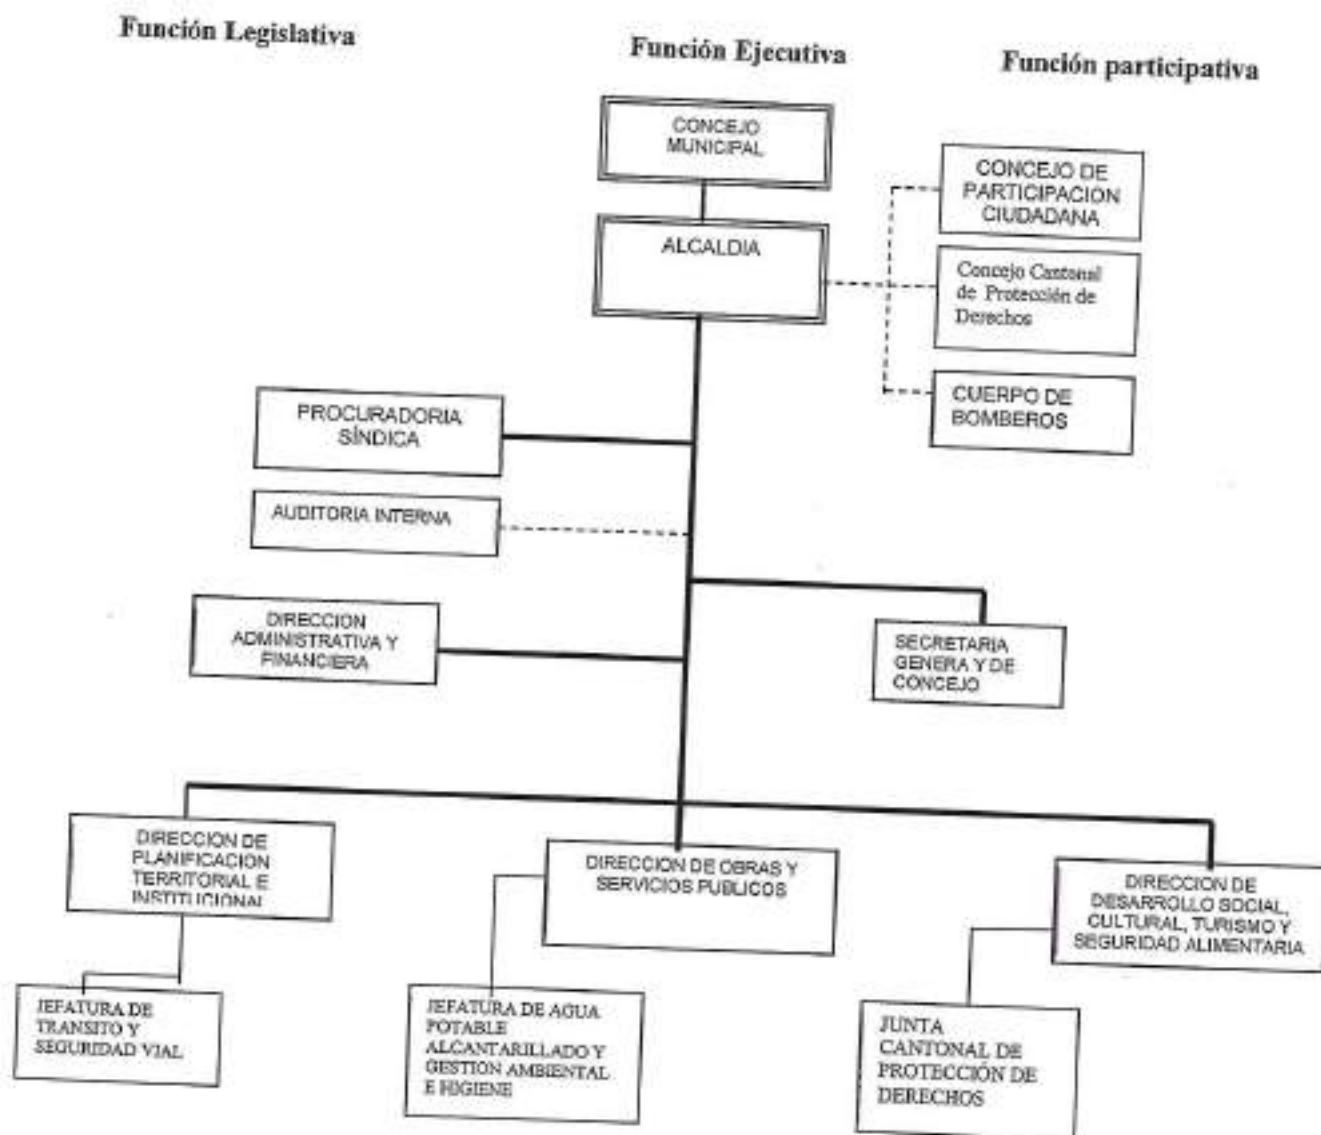 Función Legislativa
Función Ejecutiva
Función participativa
CONCEJO
MUNICIPAL
ALCALDIA
CONCEJO DE
PARTICIPACION
CIUDADANA
Concejo Cantonal
de Protección de
Derechos
CUERPO DE
BOMBEROS
PROCURADORIA
SÍNDICA
AUDITORIA INTERNA
DIRECCION
ADMINISTRATIVA Y
FINANCIERA
SECRETARIA
GENERA Y DE
CONCEJO
DIRECCION DE
PLANIFICACION
TERRITORIAL E
INSTITUCIONAL
DIRECCION DE OBRAS Y
SERVICIOS PUBLICOS
DIRECCION DE
DESARROLLO SOCIAL,
CULTURAL, TURISMO Y
SEGURIDAD ALIMENTARIA
JEFATURA DE
TRANSITO Y
SEGURIDAD VIAL
JEFATURA DE AGUA
POTABLE
ALCANTARILLADO Y
GESTION AMBIENTAL
E HIGIENE
JUNTA
CANTONAL DE
PROTECCIÓN DE
DERECHOS